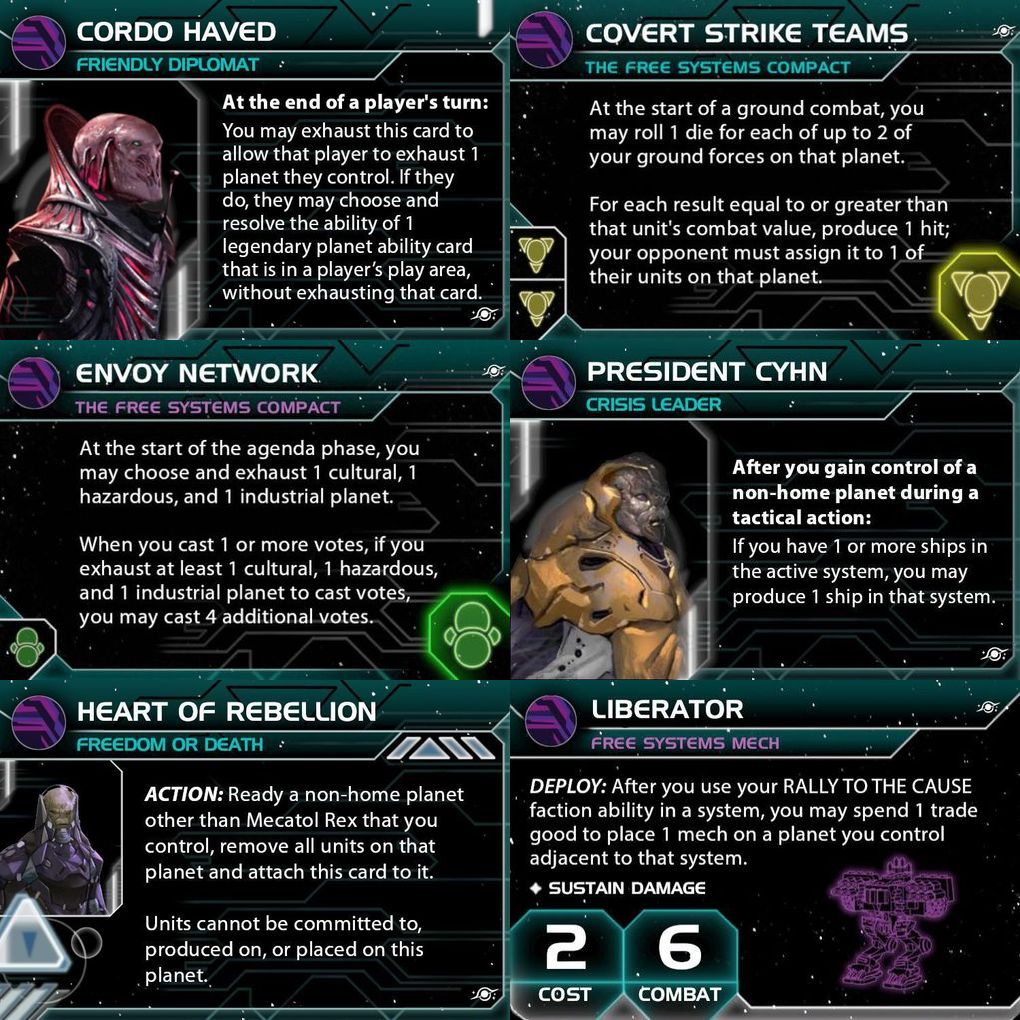 CORDO HAVED
FRIENDLY DIPLOMAT
At the end of a player's turn:
You may exhaust this card to
allow that player to exhaust 1
planet they control. If they
do, they may choose and
resolve the ability of 1
legendary planet ability card
that is in a player’s play area,
without exhausting that card.
COVERT STRIKE TEAMS
THE FREE SYSTEMS COMPACT
At the start of a ground combat, you
may roll 1 die for each of up to 2 of
your ground forces on that planet.
For each result equal to or greater than
that unit's combat value, produce 1 hit;
your opponent must assign it to 1 of
their units on that planet.
ENVOY NETWORK
THE FREE SYSTEMS COMPACT
At the start of the agenda phase, you
may choose and exhaust 1 cultural, 1
hazardous, and 1 industrial planet.
When you cast 1 or more votes, if you
exhaust at least 1 cultural, 1 hazardous,
and 1 industrial planet to cast votes,
you may cast 4 additional votes.
PRESIDENT CYHN
CRISIS LEADER
After you gain control of a
non-home planet during a
tactical action:
If you have 1 or more ships in
the active system, you may
produce 1 ship in that system.
HEART OF REBELLION
FREEDOM OR DEATH
ACTION: Ready a non-home planet
other than Mecatol Rex that you
control, remove all units on that
planet and attach this card to it.
Units cannot be committed to,
produced on, or placed on this
planet.
LIBERATOR
FREE SYSTEMS MECH
DEPLOY: After you use your RALLY TO THE CAUSE
faction ability in a system, you may spend 1 trade
good to place 1 mech on a planet you control
adjacent to that system.
✦ SUSTAIN DAMAGE
2 6
COST COMBAT